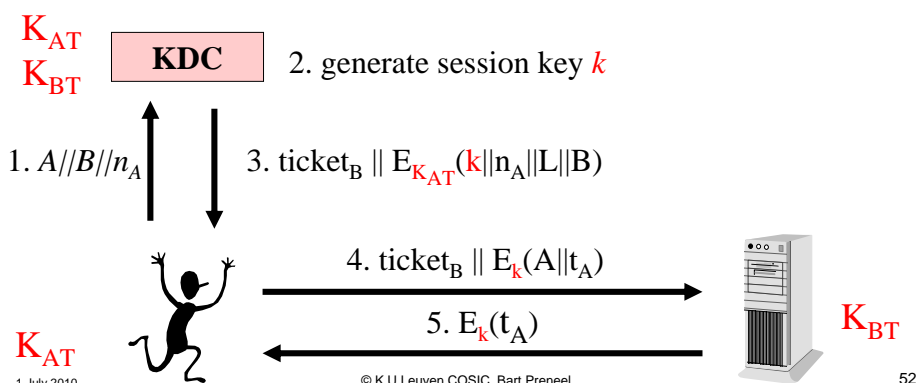 K_AT
K_BT
KDC
2. generate session key k
1. A//B//n_A
3. ticket_B || E_K_AT(k||n_A||L||B)
4. ticket_B || E_k(A||t_A)
5. E_k(t_A)
K_AT
K_BT
1 July 2010
© K.U.Leuven COSIC, Bart Preneel
52